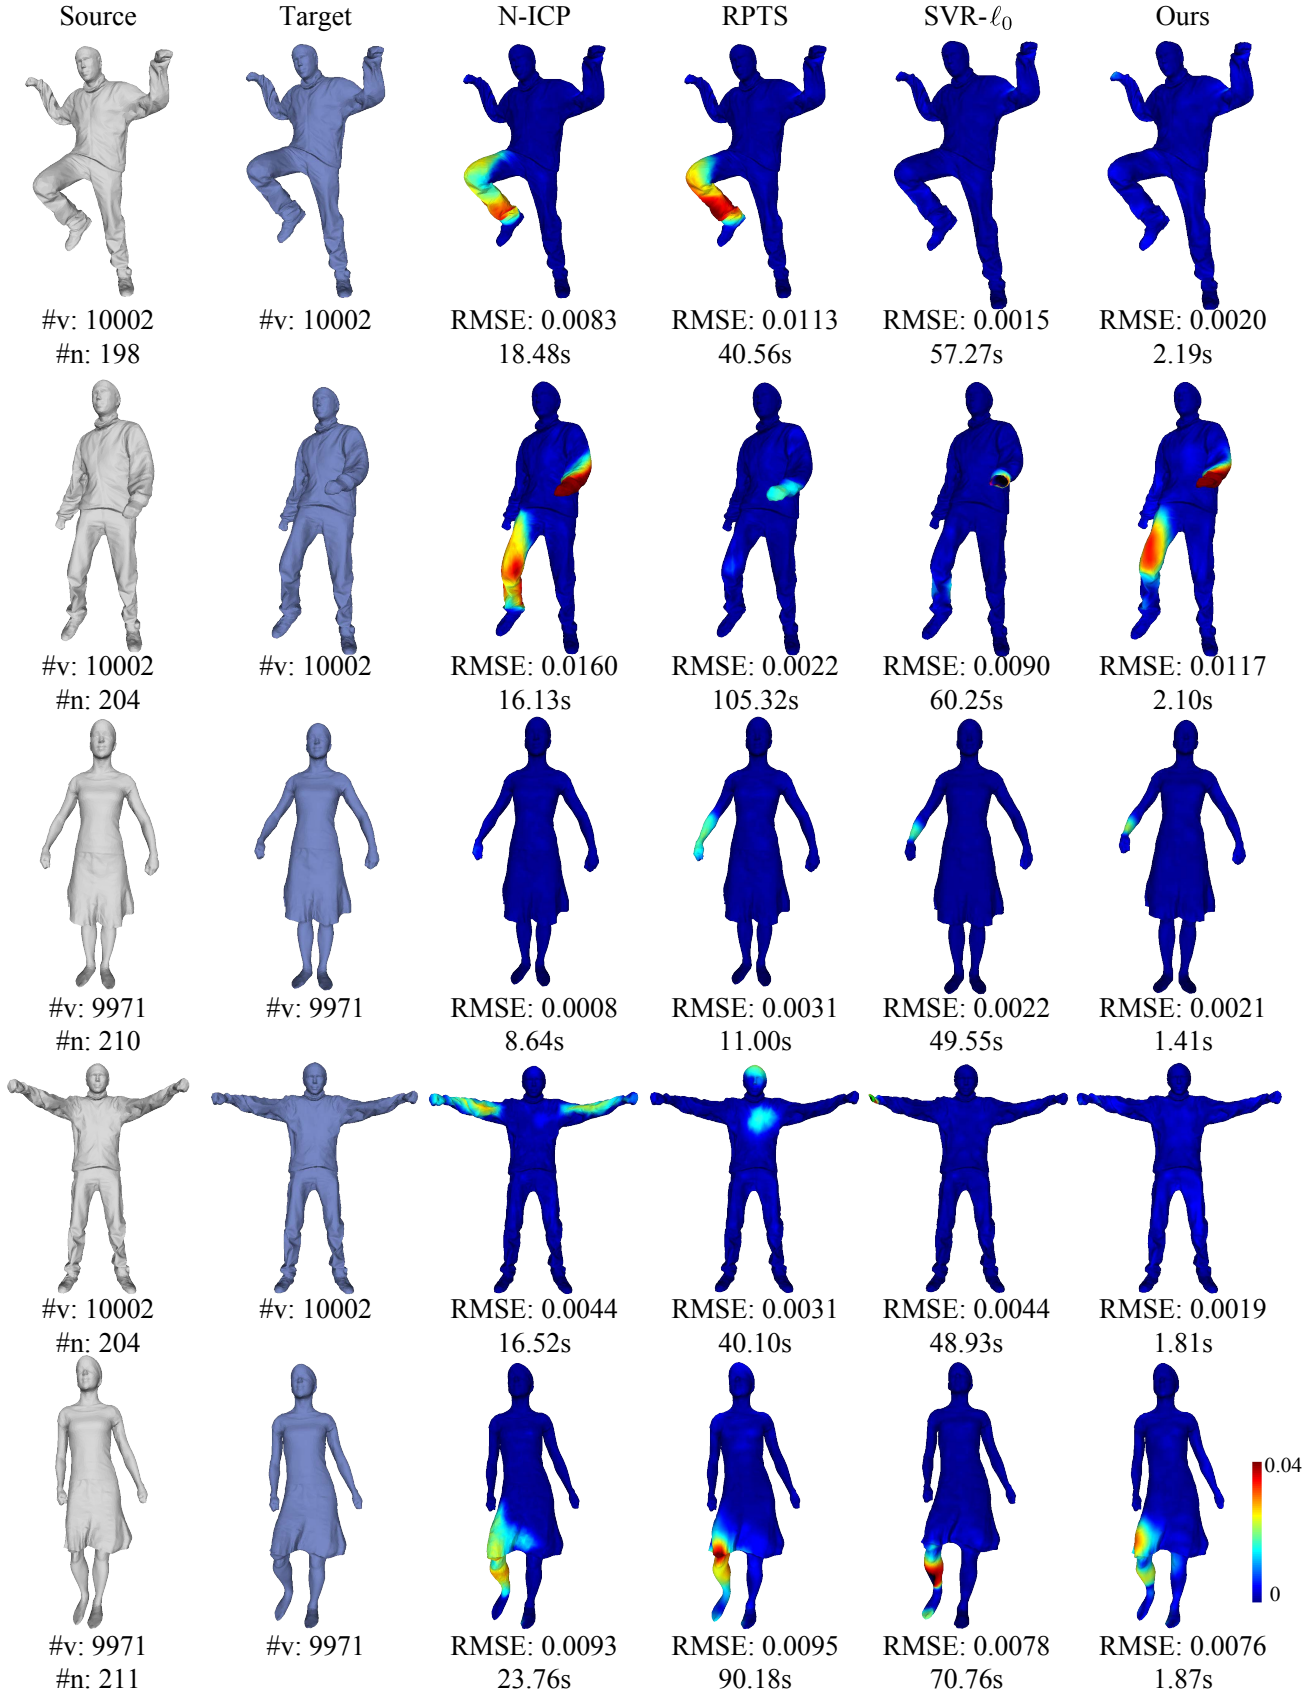 Source Target N-ICP RPTS SVR-ℓ₀ Ours
#v: 10002 #v: 10002 RMSE: 0.0083 RMSE: 0.0113 RMSE: 0.0015 RMSE: 0.0020
#n: 198 18.48s 40.56s 57.27s 2.19s
#v: 10002 #v: 10002 RMSE: 0.0160 RMSE: 0.0022 RMSE: 0.0090 RMSE: 0.0117
#n: 204 16.13s 105.32s 60.25s 2.10s
#v: 9971 #v: 9971 RMSE: 0.0008 RMSE: 0.0031 RMSE: 0.0022 RMSE: 0.0021
#n: 210 8.64s 11.00s 49.55s 1.41s
#v: 10002 #v: 10002 RMSE: 0.0044 RMSE: 0.0031 RMSE: 0.0044 RMSE: 0.0019
#n: 204 16.52s 40.10s 48.93s 1.81s
0.04
0
#v: 9971 #v: 9971 RMSE: 0.0093 RMSE: 0.0095 RMSE: 0.0078 RMSE: 0.0076
#n: 211 23.76s 90.18s 70.76s 1.87s